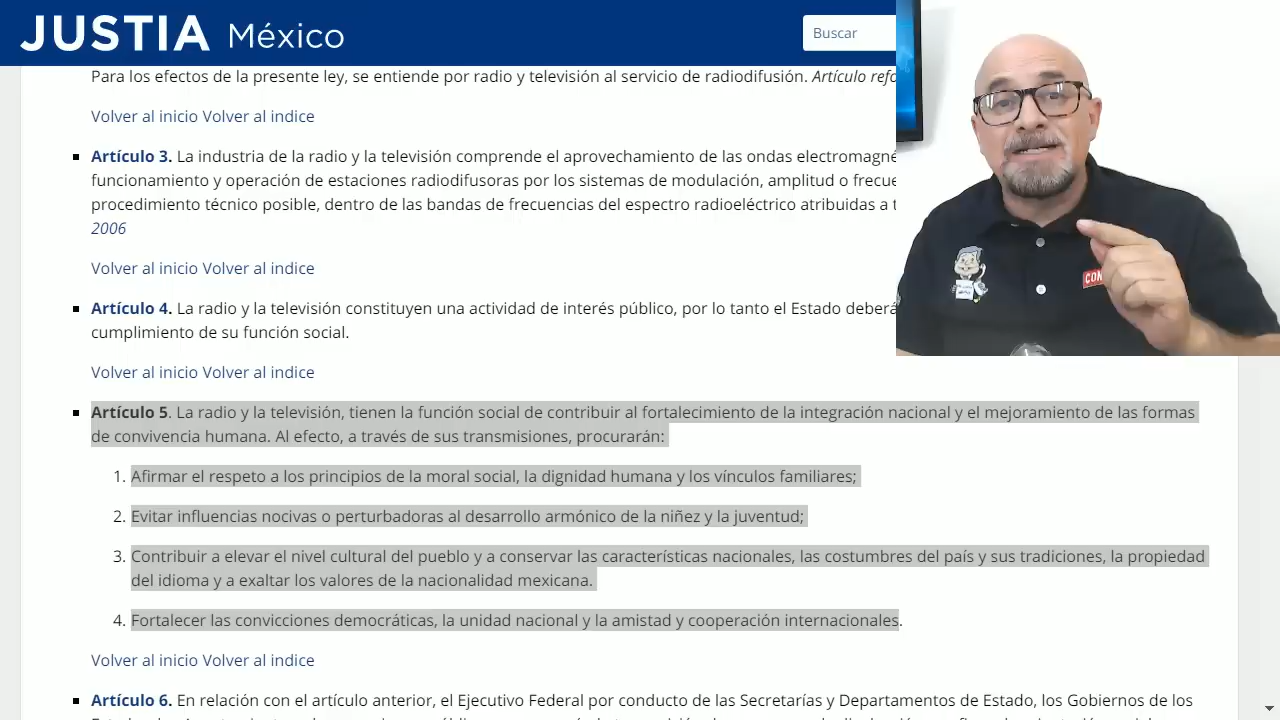 JUSTIA México
Buscar
Para los efectos de la presente ley, se entiende por radio y televisión al servicio de radiodifusión. Artículo refo
Volver al inicio Volver al indice
Artículo 3. La industria de la radio y la televisión comprende el aprovechamiento de las ondas electromagné
funcionamiento y operación de estaciones radiodifusoras por los sistemas de modulación, amplitud o frecue
procedimiento técnico posible, dentro de las bandas de frecuencias del espectro radioeléctrico atribuidas a t
2006
Volver al inicio Volver al indice
Artículo 4. La radio y la televisión constituyen una actividad de interés público, por lo tanto el Estado deberá
cumplimiento de su función social.
CON
Volver al inicio Volver al indice
Artículo 5. La radio y la televisión, tienen la función social de contribuir al fortalecimiento de la integración nacional y el mejoramiento de las formas
de convivencia humana. Al efecto, a través de sus transmisiones, procurarán:
1. Afirmar el respeto a los principios de la moral social, la dignidad humana y los vínculos familiares;
2. Evitar influencias nocivas o perturbadoras al desarrollo armónico de la niñez y la juventud;
3. Contribuir a elevar el nivel cultural del pueblo y a conservar las características nacionales, las costumbres del país y sus tradiciones, la propiedad
del idioma y a exaltar los valores de la nacionalidad mexicana.
4. Fortalecer las convicciones democráticas, la unidad nacional y la amistad y cooperación internacionales.
Volver al inicio Volver al indice
Artículo 6. En relación con el artículo anterior, el Ejecutivo Federal por conducto de las Secretarías y Departamentos de Estado, los Gobiernos de los